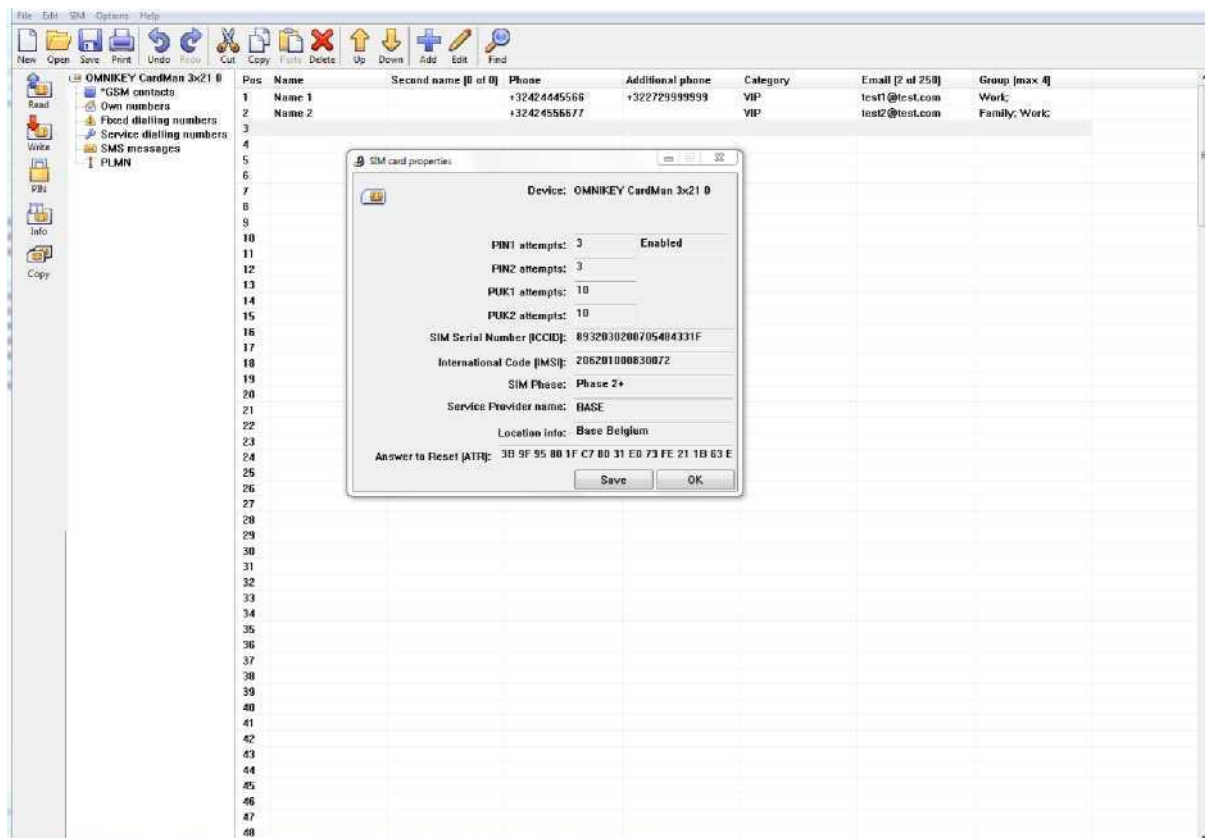 File Edit SIM Options Help
New Open Save Print Undo Redo Cut Copy Paste Delete Up Down Add Edit Find
Read
Write
PIN
Info
Copy
OMNIKEY CardMan 3x21 0
*GSM contacts
Own numbers
Fixed dialling numbers
Service dialling numbers
SMS messages
PLMN
Pos Name Second name [0 of 0] Phone Additional phone Category Email [2 of 250] Group [max 4]
1 Name 1 +32424445566 +322729999999 VIP test1@test.com Work;
2 Name 2 +32424556677 VIP test2@test.com Family; Work;
3
4
5
6
7
8
9
10
11
12
13
14
15
16
17
18
19
20
21
22
23
24
25
26
27
28
29
30
31
32
33
34
35
36
37
38
39
40
41
42
43
44
45
46
47
48
SIM card properties
Device: OMNIKEY CardMan 3x21 0
PIN1 attempts: 3 Enabled
PIN2 attempts: 3
PUK1 attempts: 10
PUK2 attempts: 10
SIM Serial Number [ICCID]:
International Code [IMSI]: 206201000830072
SIM Phase: Phase 2+
Service Provider name: BASE
Location info: Base Belgium
Answer to Reset [ATR]: 3B 9F 95 80 1F C7 80 31 E0 73 FE 21 1B 63 E
Save OK